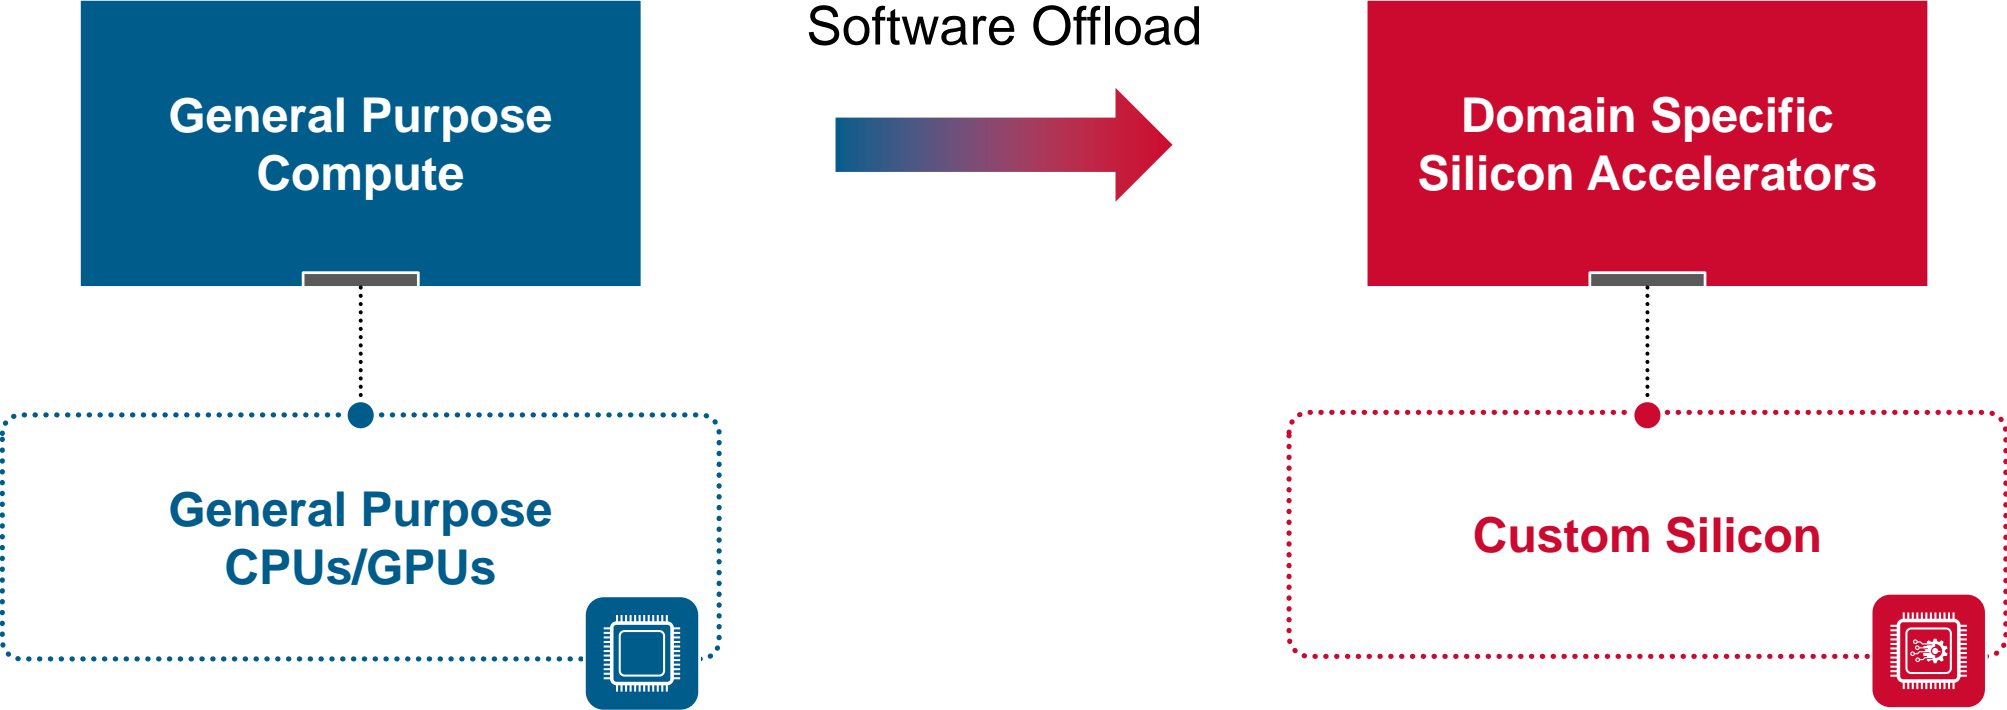 Software Offload
General Purpose
Compute
Domain Specific
Silicon Accelerators
General Purpose
CPUs/GPUs
Custom Silicon